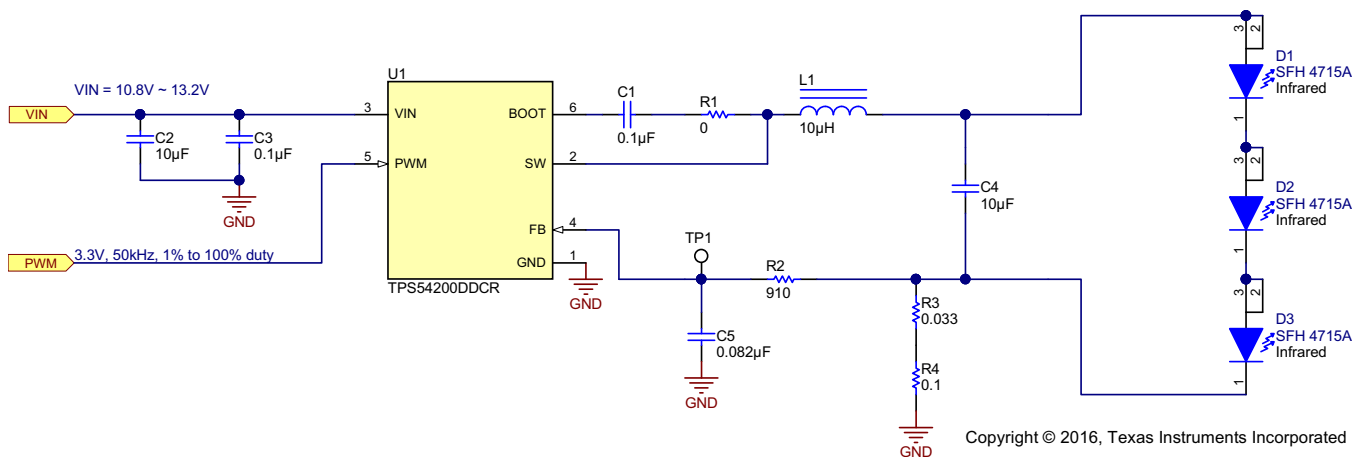 U1
VIN = 10.8V ~ 13.2V
VIN
C2
10µF
C3
0.1µF
GND
3
VIN
5
PWM
BOOT
6
SW
2
FB
4
GND
1
TPS54200DDCR
GND
PWM
3.3V, 50kHz, 1% to 100% duty
C1
0.1µF
R1
0
L1
10µH
C4
10µF
TP1
R2
910
C5
0.082µF
GND
R3
0.033
R4
0.1
GND
3
2
D1
SFH 4715A
Infrared
1
3
2
D2
SFH 4715A
Infrared
1
3
2
D3
SFH 4715A
Infrared
1
Copyright © 2016, Texas Instruments Incorporated